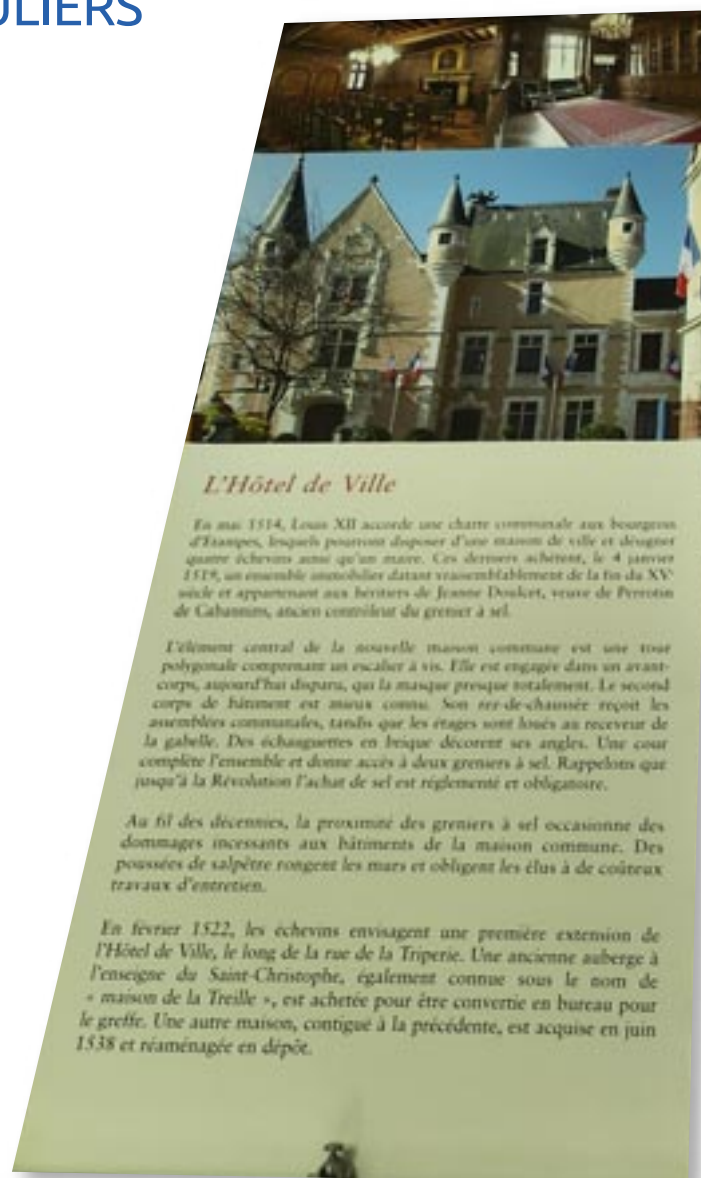 ULIERS
L'Hôtel de Ville
En mai 1514, Louis XII accorde une charte communale aux bourgeois
d'Étampes, lesquels pourront disposer d'une maison de ville et désigner
quatre échevins ainsi qu'un maire. Ces derniers achètent, le 4 janvier
1519, un ensemble immobilier datant vraisemblablement de la fin du XVe
siècle et appartenant aux héritiers de Jeanne Doulcet, veuve de Perrotin
de Cabannins, ancien contrôleur du grenier à sel.
L'élément central de la nouvelle maison commune est une tour
polygonale comprenant un escalier à vis. Elle est engagée dans un avant-
corps, aujourd'hui disparu, qui la masque presque totalement. Le second
corps de bâtiment est mieux connu. Son rez-de-chaussée reçoit les
assemblées communales, tandis que les étages sont loués au receveur de
la gabelle. Des échauguettes en brique décorent ses angles. Une cour
complète l'ensemble et donne accès à deux greniers à sel. Rappelons que
jusqu'à la Révolution l'achat de sel est réglementé et obligatoire.
Au fil des décennies, la proximité des greniers à sel occasionne des
dommages incessants aux bâtiments de la maison commune. Des
poussées de salpêtre rongent les murs et obligent les élus à de coûteux
travaux d'entretien.
En février 1522, les échevins envisagent une première extension de
l'Hôtel de Ville, le long de la rue de la Triperie. Une ancienne auberge à
l'enseigne du Saint-Christophe, également connue sous le nom de
« maison de la Treille », est achetée pour être convertie en bureau pour
le greffe. Une autre maison, contiguë à la précédente, est acquise en juin
1538 et réaménagée en dépôt.